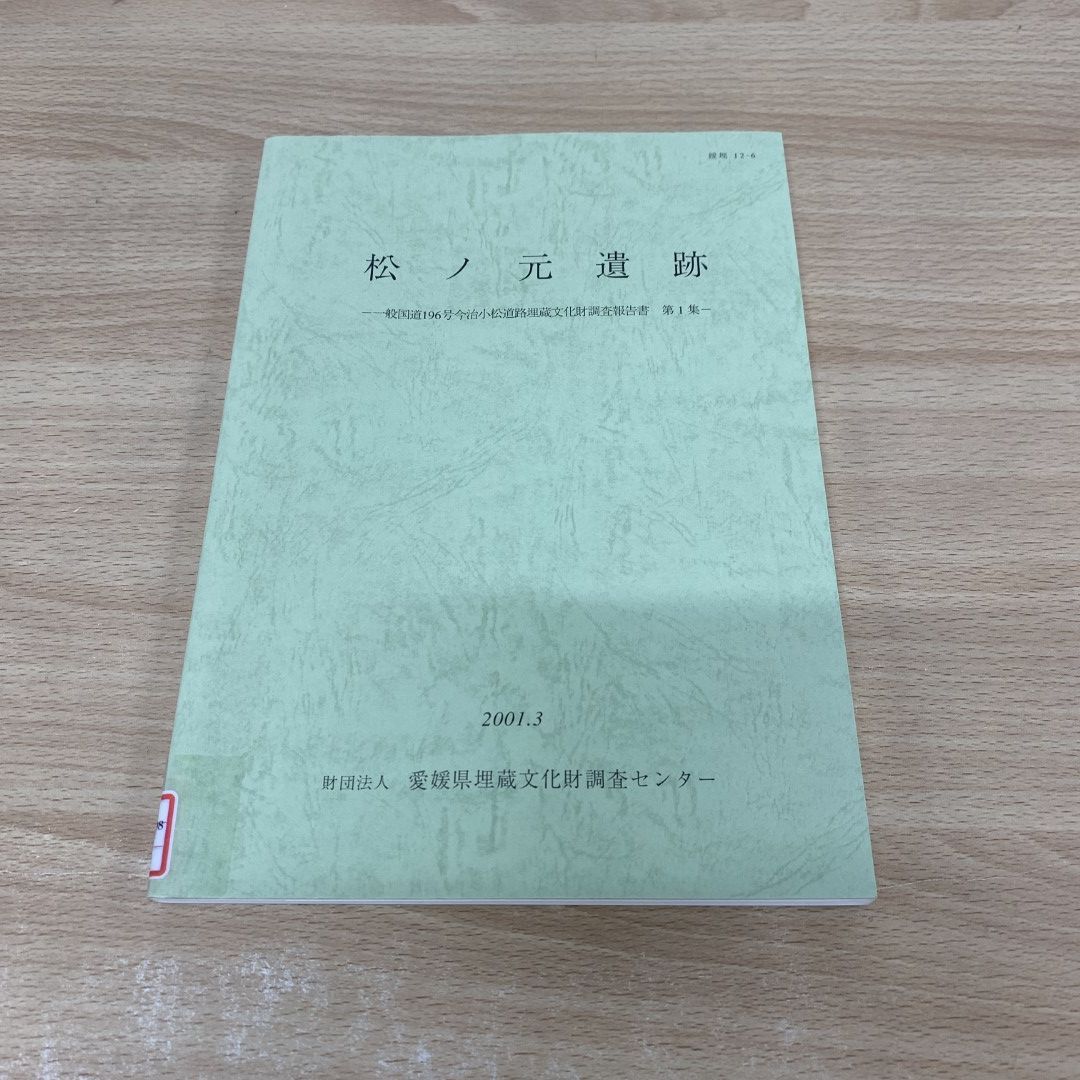 媛埋 12-6
松ノ元遺跡
－一般国道196号今治小松道路埋蔵文化財調査報告書　第1集－
2001.3
財団法人　愛媛県埋蔵文化財調査センター